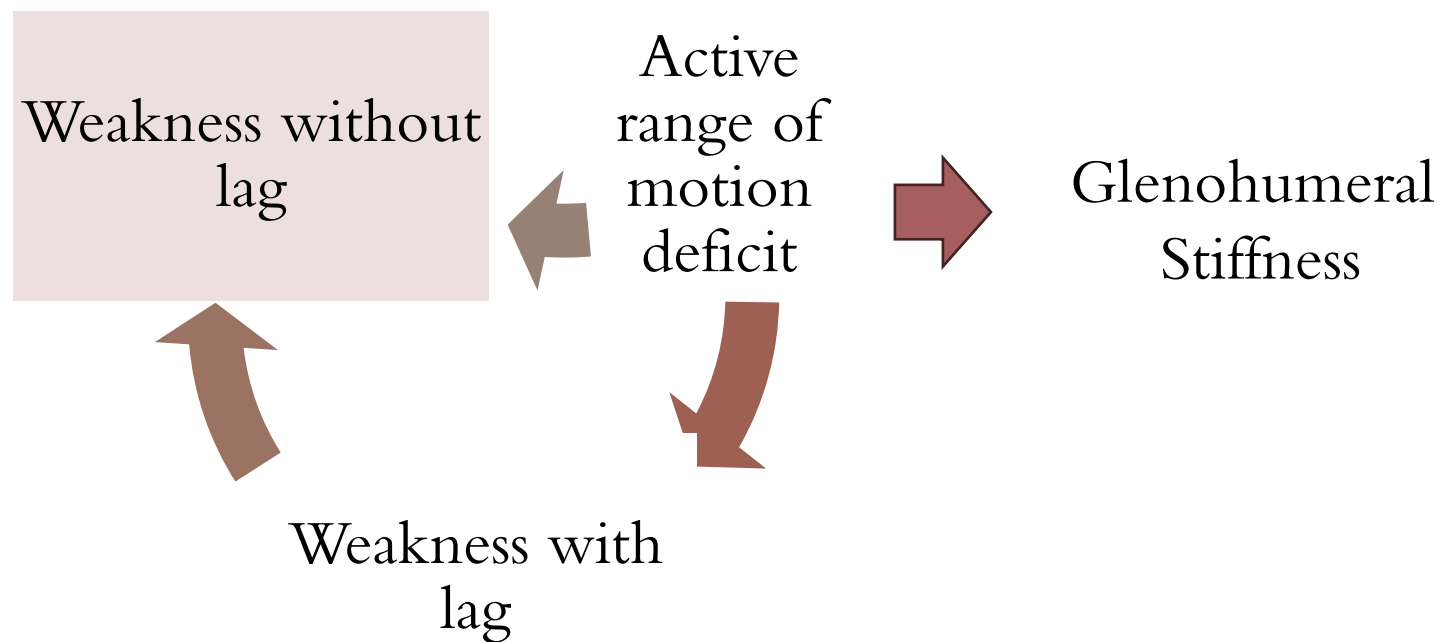 Weakness without
lag
Active
range of
motion
deficit
Glenohumeral
Stiffness
Weakness with
lag